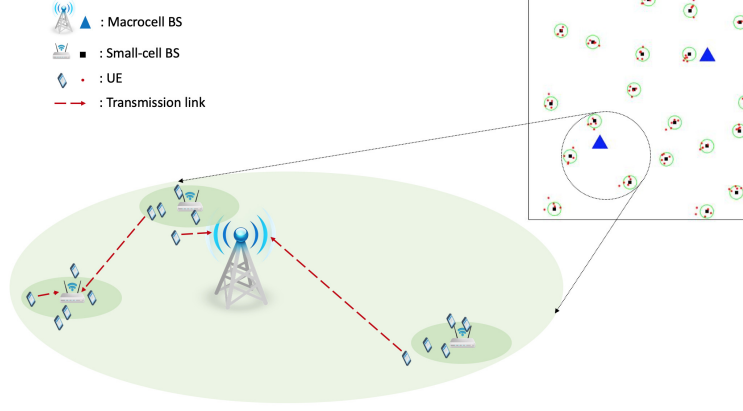 : Macrocell BS
: Small-cell BS
: UE
: Transmission link